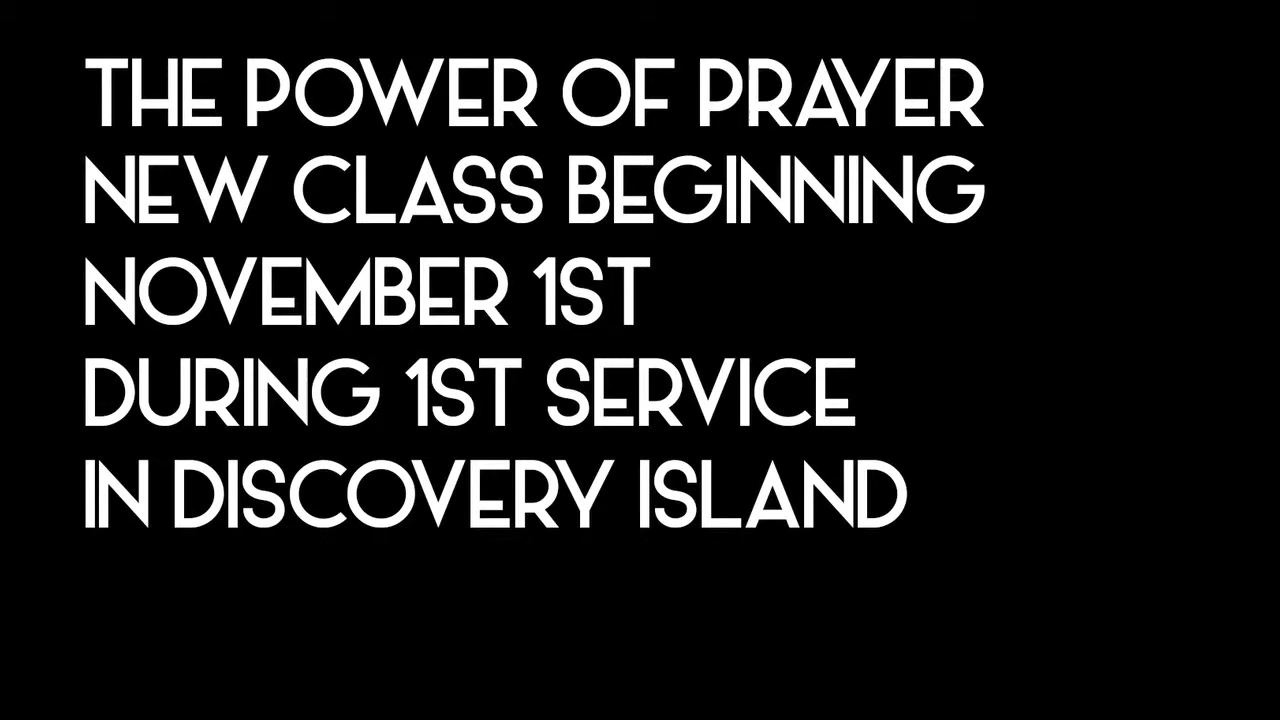 THE POWER OF PRAYER
NEW CLASS BEGINNING
NOVEMBER 1ST
DURING 1ST SERVICE
IN DISCOVERY ISLAND